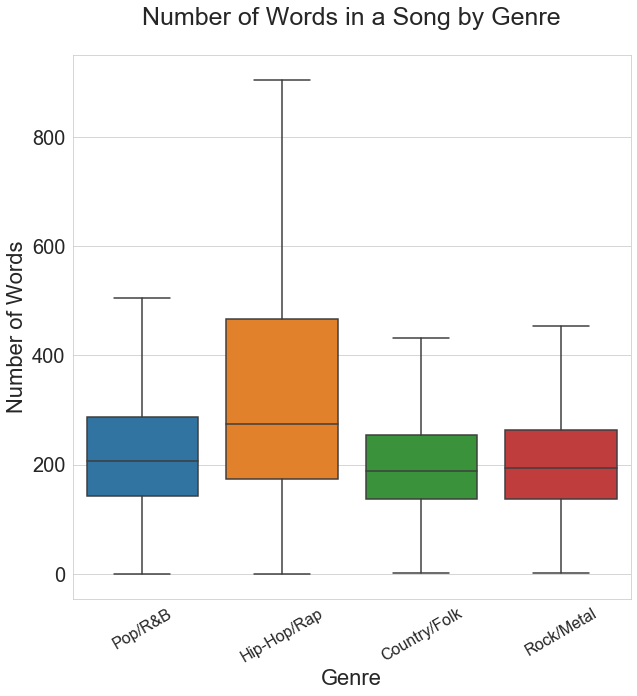 Number of Words in a Song by Genre
Number of Words
800
600
400
200
0
Pop/R&B
Hip-Hop/Rap
Country/Folk
Rock/Metal
Genre